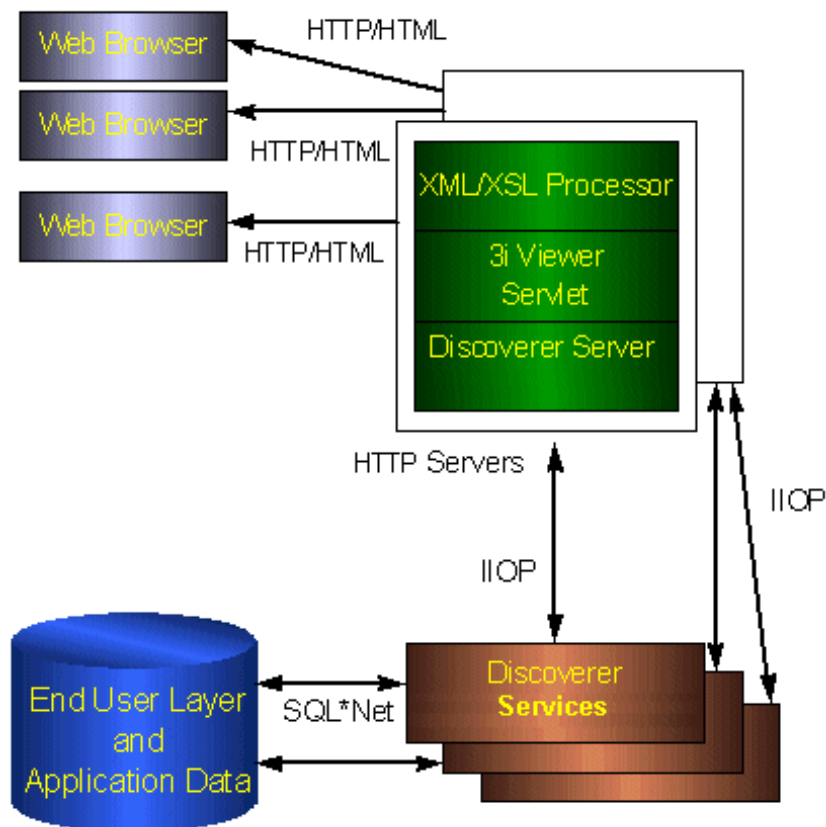 HTTP/HTML
Web Browser
Web Browser
HTTP/HTML
Web Browser
HTTP/HTML
XML/XSL Processor
3i Viewer
Servlet
Discoverer Server
HTTP Servers
IIOP
IIOP
Discoverer
Services
SQL*Net
End User Layer
and
Application Data